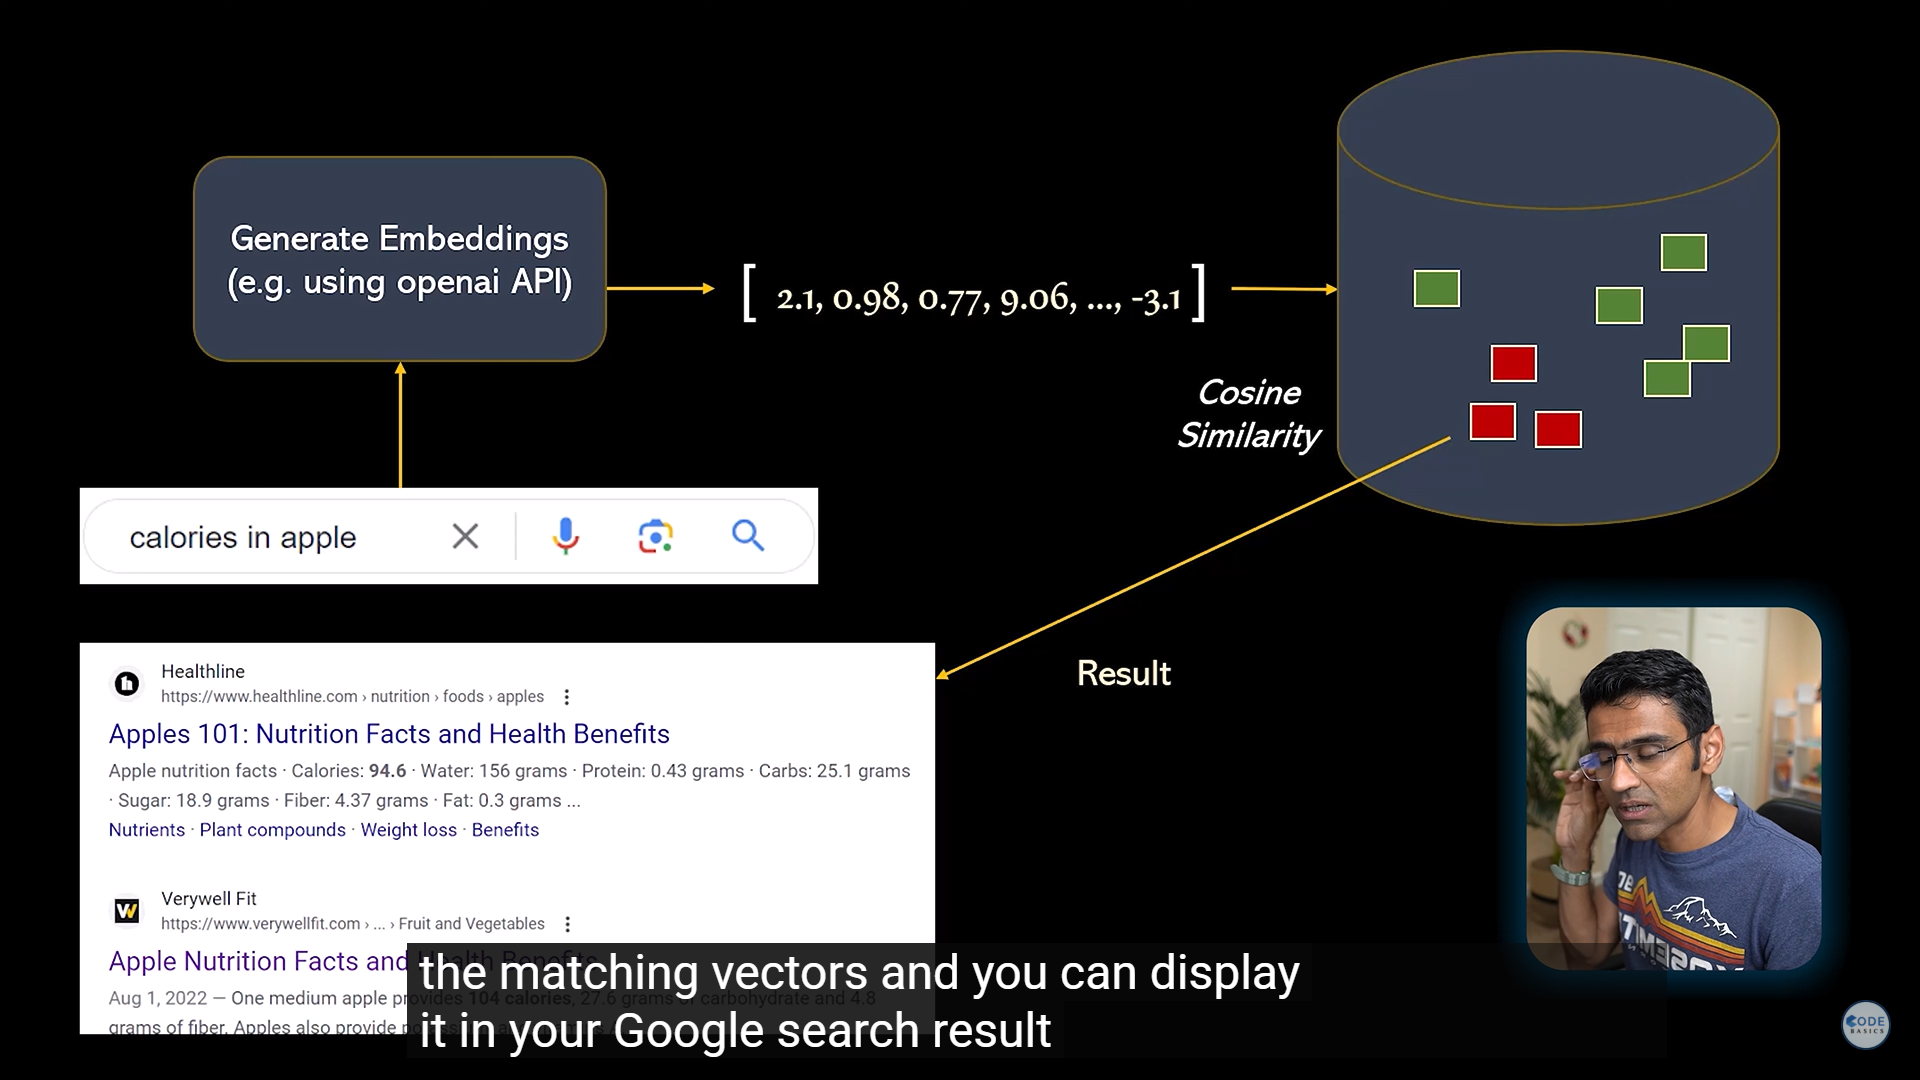 Generate Embeddings
(e.g. using openai API)
[ 2.1, 0.98, 0.77, 9.06, ..., -3.1 ]
Cosine
Similarity
calories in apple
Result
Healthline
https://www.healthline.com › nutrition › foods › apples
Apples 101: Nutrition Facts and Health Benefits
Apple nutrition facts · Calories: 94.6 · Water: 156 grams · Protein: 0.43 grams · Carbs: 25.1 grams
· Sugar: 18.9 grams · Fiber: 4.37 grams · Fat: 0.3 grams ...
Nutrients · Plant compounds · Weight loss · Benefits
Verywell Fit
https://www.verywellfit.com › ... › Fruit and Vegetables
Apple Nutrition Facts and Health Benefits
Aug 1, 2022 — One medium apple provides 104 calories, 27.6 grams of carbohydrate and 4.8
grams of fiber. Apples also provide
the matching vectors and you can display
it in your Google search result
CODE
BASICS